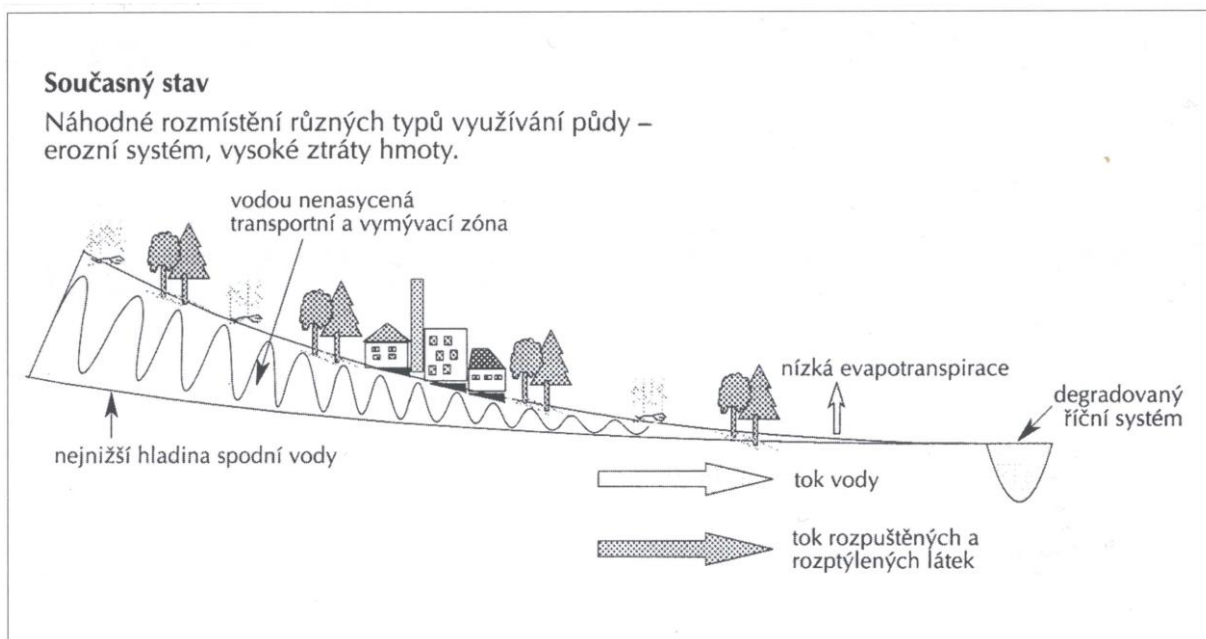 Současný stav
Náhodné rozmístění různých typů využívání půdy –
erozní systém, vysoké ztráty hmoty.
vodou nenasycená
transportní a vymývací zóna
nízká evapotranspirace
degradovaný
říční systém
nejnižší hladina spodní vody
tok vody
tok rozpuštěných a
rozptýlených látek